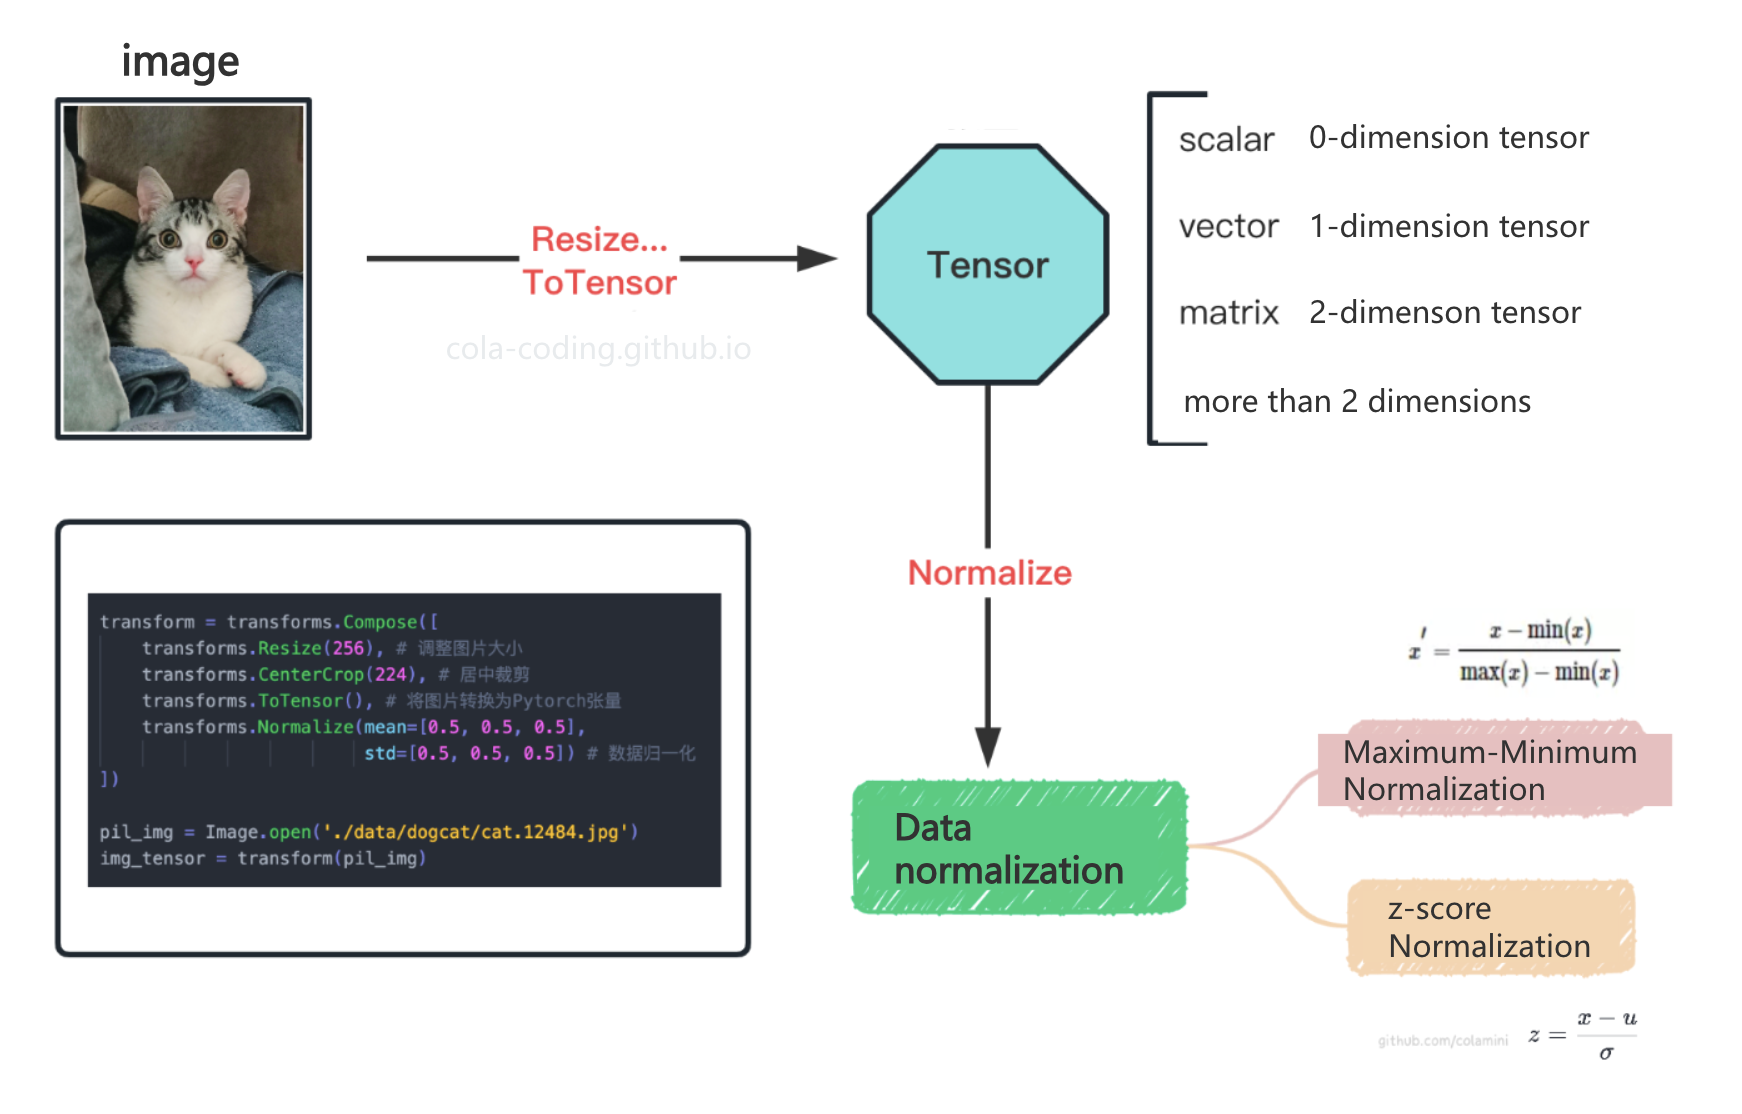 image
Resize...
ToTensor
cola-coding.github.io
Tensor
scalar 0-dimension tensor
vector 1-dimension tensor
matrix 2-dimenson tensor
more than 2 dimensions
transform = transforms.Compose([
transforms.Resize(256), # 调整图片大小
transforms.CenterCrop(224), # 居中裁剪
transforms.ToTensor(), # 将图片转换为Pytorch张量
transforms.Normalize(mean=[0.5, 0.5, 0.5],
std=[0.5, 0.5, 0.5]) # 数据归一化
])
pil_img = Image.open('./data/dogcat/cat.12484.jpg')
img_tensor = transform(pil_img)
Normalize
Data
normalization
x′ = (x − min(x)) / (max(x) − min(x))
Maximum-Minimum
Normalization
z-score
Normalization
github.com/colamini
z = (x − u) / σ